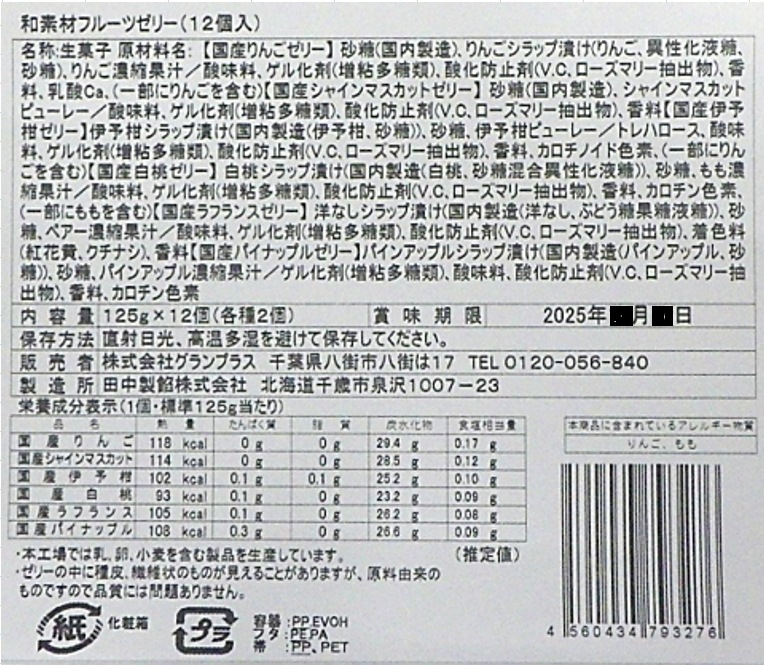 和素材フルーツゼリー(12個入)
名称:生菓子 原材料名:【国産りんごゼリー】砂糖(国内製造)、りんごシラップ漬け(りんご、異性化液糖、
砂糖)、りんご濃縮果汁/酸味料、ゲル化剤(増粘多糖類)、酸化防止剤(V.C、ローズマリー抽出物)、香
料、乳酸Ca、(一部にりんごを含む)【国産シャインマスカットゼリー】砂糖(国内製造)、シャインマスカット
ピューレー/酸味料、ゲル化剤(増粘多糖類)、酸化防止剤(V.C、ローズマリー抽出物)、香料【国産伊予
柑ゼリー】伊予柑シラップ漬け(国内製造(伊予柑、砂糖))、砂糖、伊予柑ピューレー/トレハロース、酸味
料、ゲル化剤(増粘多糖類)、酸化防止剤(V.C、ローズマリー抽出物)、香料、カロチノイド色素、(一部にりん
ごを含む)【国産白桃ゼリー】白桃シラップ漬け(国内製造(白桃、砂糖混合異性化液糖))、砂糖、もも濃
縮果汁/酸味料、ゲル化剤(増粘多糖類)、酸化防止剤(V.C、ローズマリー抽出物)、香料、カロチン色素、
(一部にももを含む)【国産ラフランスゼリー】洋なしシラップ漬け(国内製造(洋なし、ぶどう糖果糖液糖))、砂
糖、ペアー濃縮果汁/酸味料、ゲル化剤(増粘多糖類)、酸化防止剤(V.C、ローズマリー抽出物)、着色料
(紅花黄、クチナシ)、香料【国産パイナップルゼリー】パインアップルシラップ漬け(国内製造(パインアップル、砂
糖))、砂糖、パインアップル濃縮果汁/ゲル化剤(増粘多糖類)、酸味料、酸化防止剤(V.C、ローズマリー抽
出物)、香料、カロチン色素
内容量 125g×12個(各種2個) 賞味期限 2025年 月 日
保存方法 直射日光、高温多湿を避けて保存してください。
販売者 株式会社グランプラス 千葉県八街市八街は17 TEL 0120-056-840
製造所 田中製餡株式会社 北海道千歳市泉沢1007-23
栄養成分表示(1個・標準125g当たり)
品名 熱量 たんぱく質 脂質 炭水化物 食塩相当量
国産りんご 118 kcal 0 g 0 g 29.4 g 0.17 g
国産シャインマスカット 114 kcal 0 g 0 g 28.5 g 0.12 g
国産伊予柑 102 kcal 0.1 g 0.1 g 25.2 g 0.10 g
国産白桃 93 kcal 0.1 g 0 g 23.2 g 0.09 g
国産ラフランス 105 kcal 0.1 g 0 g 26.2 g 0.08 g
国産パイナップル 108 kcal 0.3 g 0 g 26.6 g 0.09 g
本商品に含まれているアレルギー物質
りんご、もも
・本工場では乳、卵、小麦を含む製品を生産しています。 (推定値)
・ゼリーの中に種皮、繊維状のものが見えることがありますが、原料由来の
ものですので品質には問題ありません。
紙 化粧箱
プラ
容器:PP,EVOH
フタ:PE,PA
帯:PP、PET
4 560434 793276